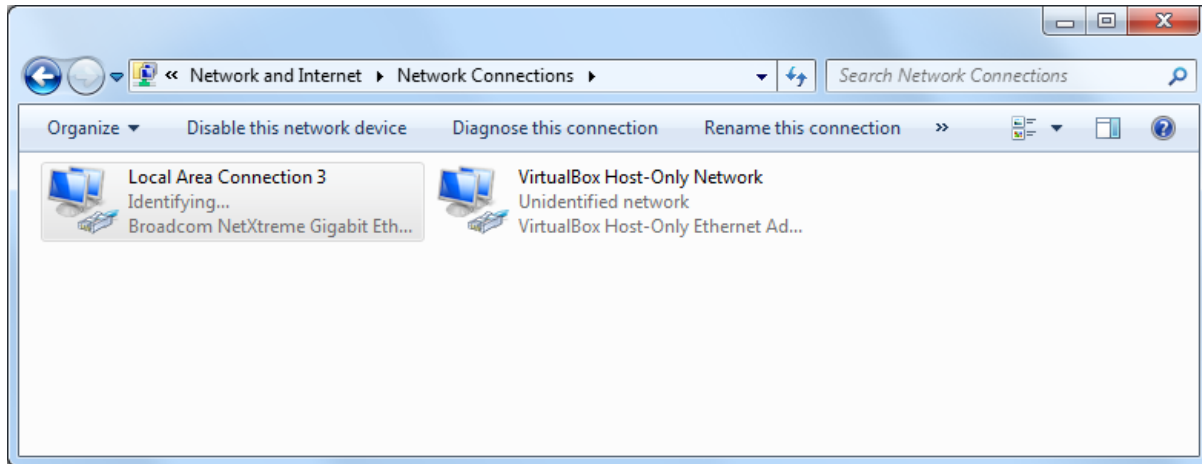 « Network and Internet ▸ Network Connections ▸
Search Network Connections
Organize Disable this network device Diagnose this connection Rename this connection »
Local Area Connection 3
Identifying...
Broadcom NetXtreme Gigabit Eth...
VirtualBox Host-Only Network
Unidentified network
VirtualBox Host-Only Ethernet Ad...